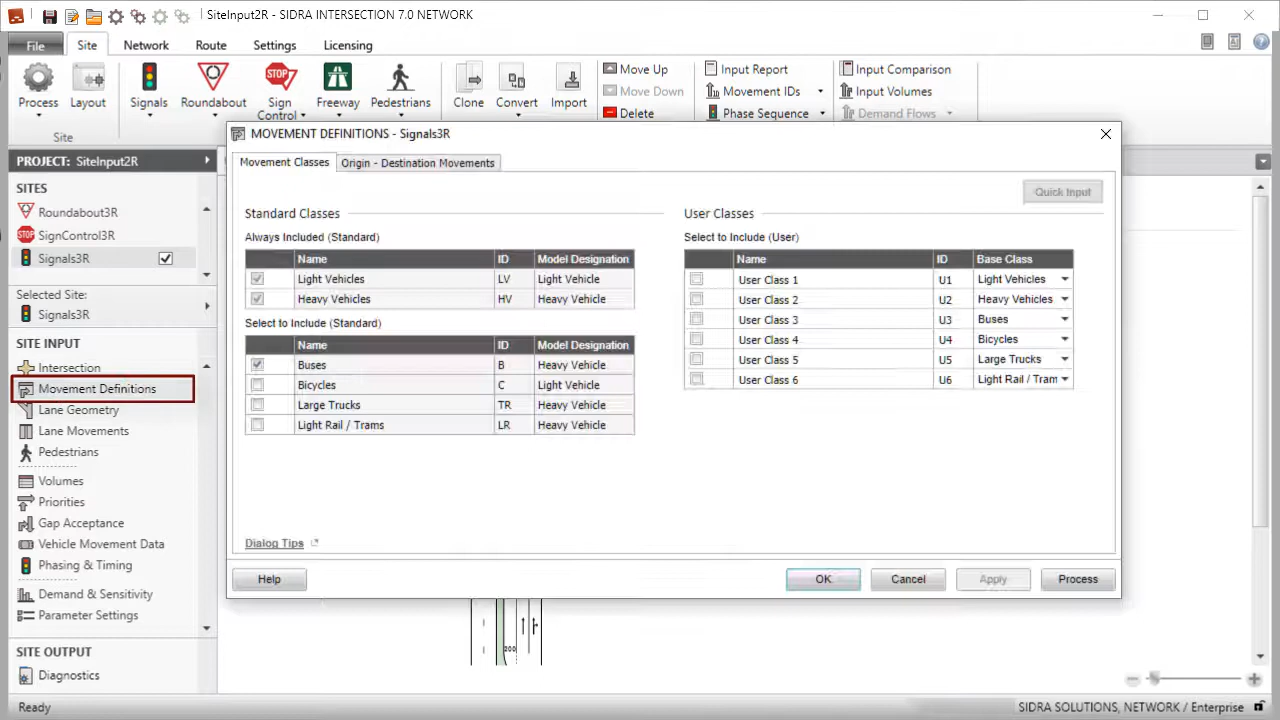 SiteInput2R - SIDRA INTERSECTION 7.0 NETWORK
File Site Network Route Settings Licensing
Process Layout Signals Roundabout Sign Control Freeway Pedestrians Clone Convert Import
STOP
Move Up Input Report Input Comparison
Move Down Movement IDs Input Volumes
Delete Phase Sequence Demand Flows
Site
PROJECT: SiteInput2R
SITES
Roundabout3R
STOP SignControl3R
Signals3R
Selected Site:
Signals3R
SITE INPUT
Intersection
Movement Definitions
Lane Geometry
Lane Movements
Pedestrians
Volumes
Priorities
Gap Acceptance
Vehicle Movement Data
Phasing & Timing
Demand & Sensitivity
Parameter Settings
SITE OUTPUT
Diagnostics
MOVEMENT DEFINITIONS - Signals3R
Movement Classes Origin - Destination Movements
Quick Input
Standard Classes
Always Included (Standard)
Name ID Model Designation
Light Vehicles LV Light Vehicle
Heavy Vehicles HV Heavy Vehicle
Select to Include (Standard)
Name ID Model Designation
Buses B Heavy Vehicle
Bicycles C Light Vehicle
Large Trucks TR Heavy Vehicle
Light Rail / Trams LR Heavy Vehicle
User Classes
Select to Include (User)
Name ID Base Class
User Class 1 U1 Light Vehicles
User Class 2 U2 Heavy Vehicles
User Class 3 U3 Buses
User Class 4 U4 Bicycles
User Class 5 U5 Large Trucks
User Class 6 U6 Light Rail / Tram
Dialog Tips
Help OK Cancel Apply Process
200
Ready SIDRA SOLUTIONS, NETWORK / Enterprise